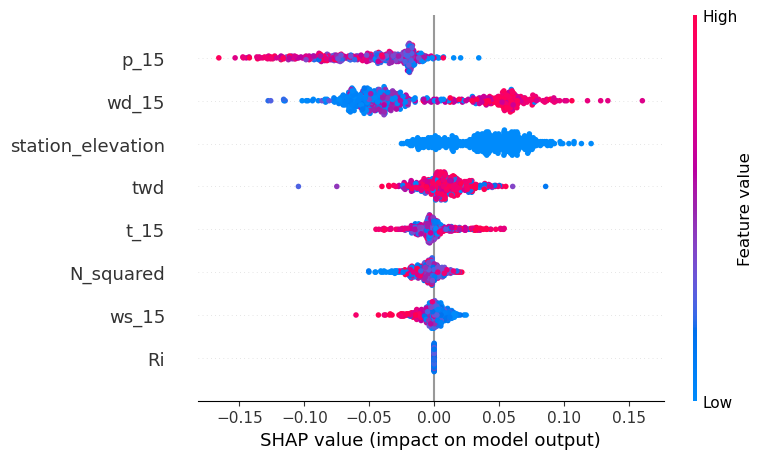 High
p_15
wd_15
station_elevation
twd
t_15
N_squared
ws_15
Ri
Feature value
Low
−0.15 −0.10 −0.05 0.00 0.05 0.10 0.15
SHAP value (impact on model output)